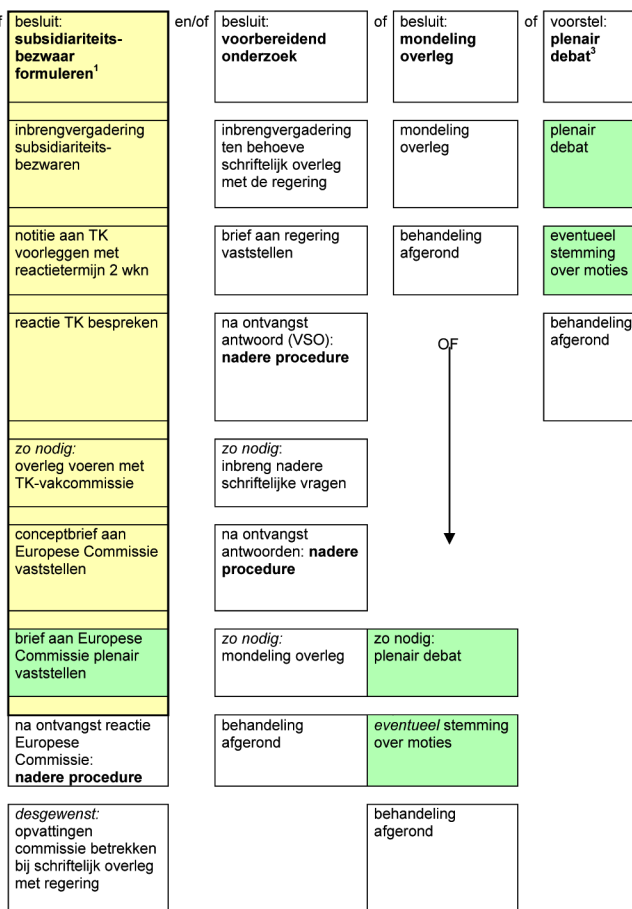 f
besluit:
subsidiariteits-
bezwaar
formuleren1
en/of
besluit:
voorbereidend
onderzoek
of
besluit:
mondeling
overleg
of
voorstel:
plenair
debat3
inbrengvergadering
subsidiariteits-
bezwaren
inbrengvergadering
ten behoeve
schriftelijk overleg
met de regering
mondeling
overleg
plenair
debat
notitie aan TK
voorleggen met
reactietermijn 2 wkn
brief aan regering
vaststellen
behandeling
afgerond
eventueel
stemming
over moties
reactie TK bespreken
na ontvangst
antwoord (VSO):
nadere procedure
OF
behandeling
afgerond
zo nodig:
overleg voeren met
TK-vakcommissie
zo nodig:
inbreng nadere
schriftelijke vragen
conceptbrief aan
Europese Commissie
vaststellen
na ontvangst
antwoorden: nadere
procedure
brief aan Europese
Commissie plenair
vaststellen
zo nodig:
mondeling overleg
zo nodig:
plenair debat
na ontvangst reactie
Europese
Commissie:
nadere procedure
behandeling
afgerond
eventueel stemming
over moties
desgewenst:
opvattingen
commissie betrekken
bij schriftelijk overleg
met regering
behandeling
afgerond